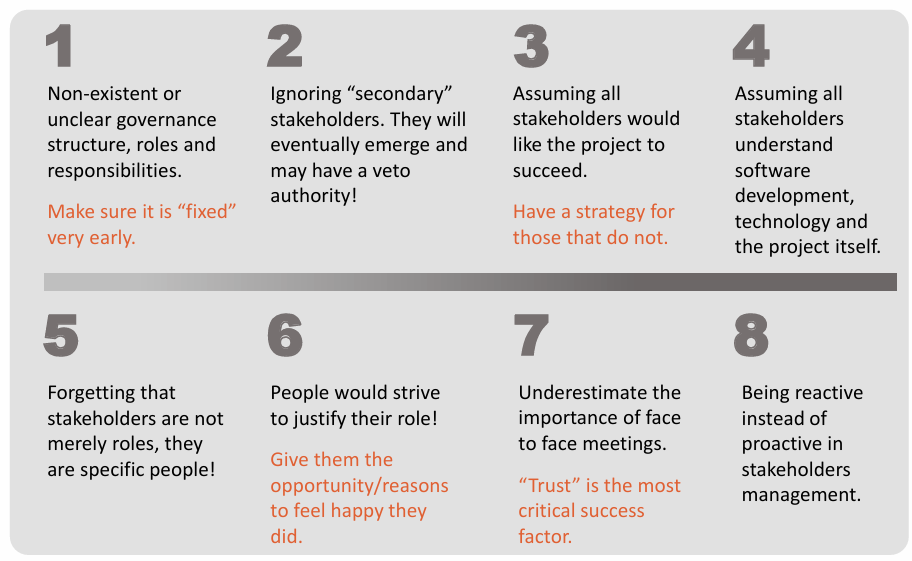 1
Non-existent or
unclear governance
structure, roles and
responsibilities.
Make sure it is “fixed”
very early.
2
Ignoring “secondary”
stakeholders. They will
eventually emerge and
may have a veto
authority!
3
Assuming all
stakeholders would
like the project to
succeed.
Have a strategy for
those that do not.
4
Assuming all
stakeholders
understand
software
development,
technology and
the project itself.
5
Forgetting that
stakeholders are not
merely roles, they
are specific people!
6
People would strive
to justify their role!
Give them the
opportunity/reasons
to feel happy they
did.
7
Underestimate the
importance of face
to face meetings.
“Trust” is the most
critical success
factor.
8
Being reactive
instead of
proactive in
stakeholders
management.